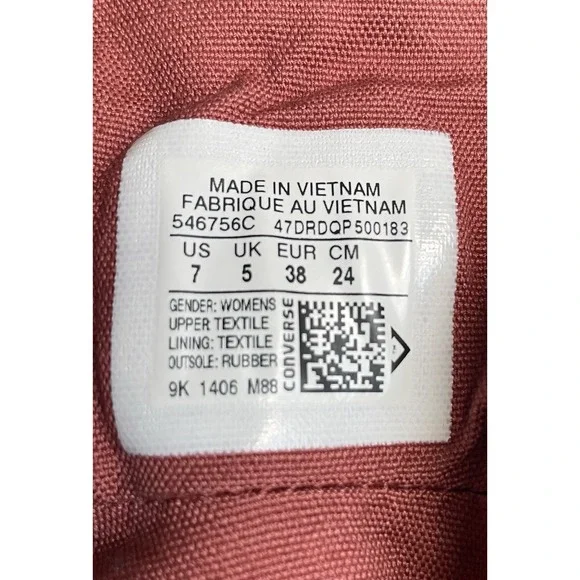 MADE IN VIETNAM
FABRIQUE AU VIETNAM
546756C 47DRDQP500183
US UK EUR CM
7 5 38 24
GENDER: WOMENS
UPPER TEXTILE
LINING: TEXTILE
OUTSOLE: RUBBER
9K 1406 M88
CONVERSE